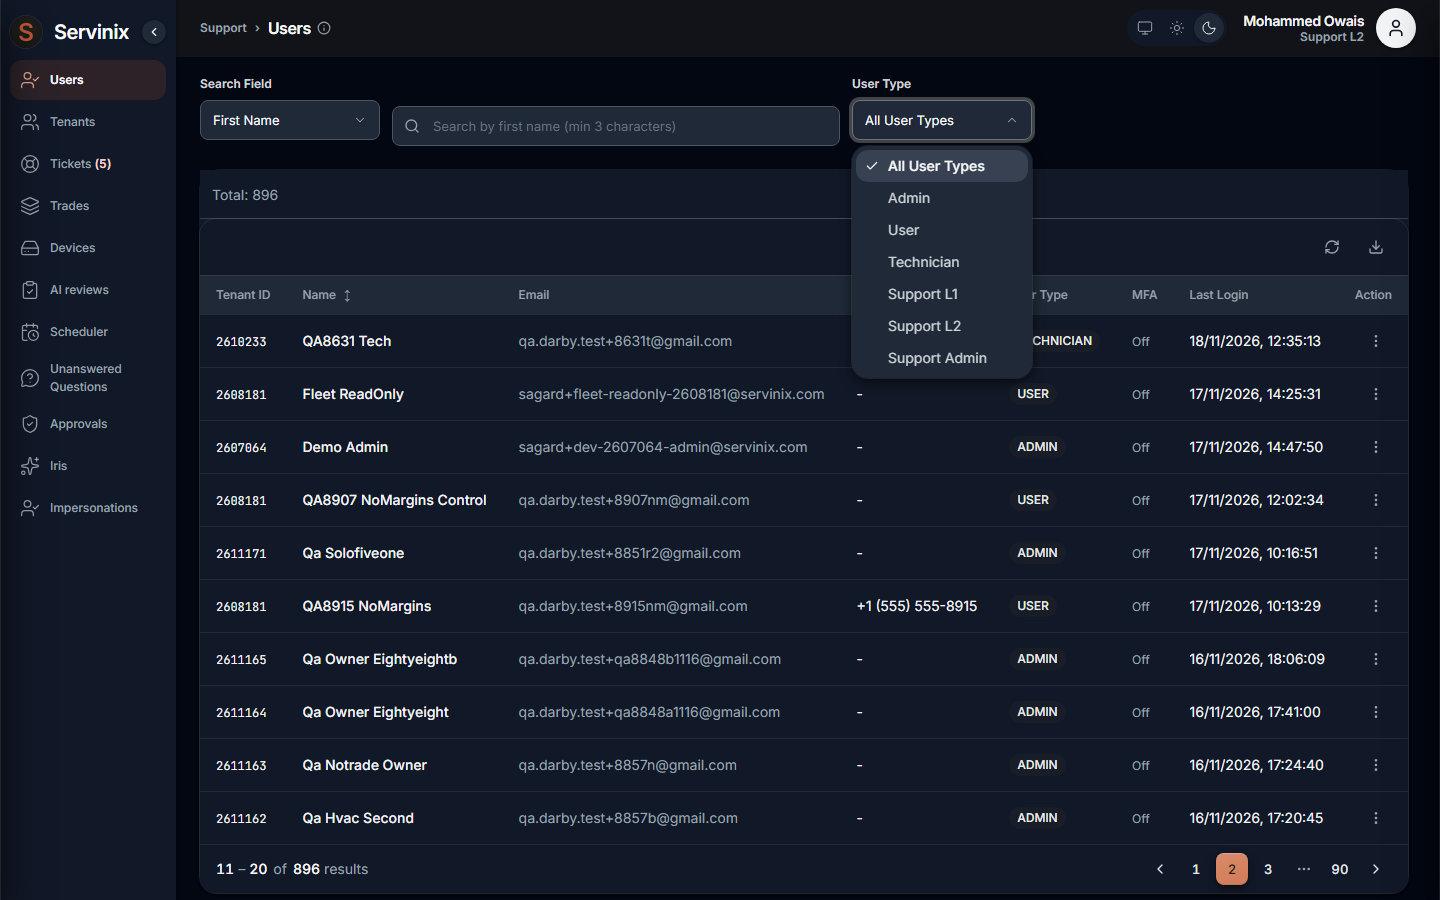 S Servinix
Support › Users
Mohammed Owais
Support L2
Users
Tenants
Tickets (5)
Trades
Devices
AI reviews
Scheduler
Unanswered
Questions
Approvals
Iris
Impersonations
Search Field
User Type
First Name
Search by first name (min 3 characters)
All User Types
All User Types
Admin
User
Technician
Support L1
Support L2
Support Admin
Total: 896
Tenant ID Name Email r Type MFA Last Login Action
2610233 QA8631 Tech qa.darby.test+8631t@gmail.com CHNICIAN Off 18/11/2026, 12:35:13
2608181 Fleet ReadOnly sagard+fleet-readonly-2608181@servinix.com - USER Off 17/11/2026, 14:25:31
2607064 Demo Admin sagard+dev-2607064-admin@servinix.com - ADMIN Off 17/11/2026, 14:47:50
2608181 QA8907 NoMargins Control qa.darby.test+8907nm@gmail.com - USER Off 17/11/2026, 12:02:34
2611171 Qa Solofiveone qa.darby.test+8851r2@gmail.com - ADMIN Off 17/11/2026, 10:16:51
2608181 QA8915 NoMargins qa.darby.test+8915nm@gmail.com +1 (555) 555-8915 USER Off 17/11/2026, 10:13:29
2611165 Qa Owner Eightyeightb qa.darby.test+qa8848b1116@gmail.com - ADMIN Off 16/11/2026, 18:06:09
2611164 Qa Owner Eightyeight qa.darby.test+qa8848a1116@gmail.com - ADMIN Off 16/11/2026, 17:41:00
2611163 Qa Notrade Owner qa.darby.test+8857n@gmail.com - ADMIN Off 16/11/2026, 17:24:40
2611162 Qa Hvac Second qa.darby.test+8857b@gmail.com - ADMIN Off 16/11/2026, 17:20:45
11 – 20 of 896 results
1 2 3 ··· 90